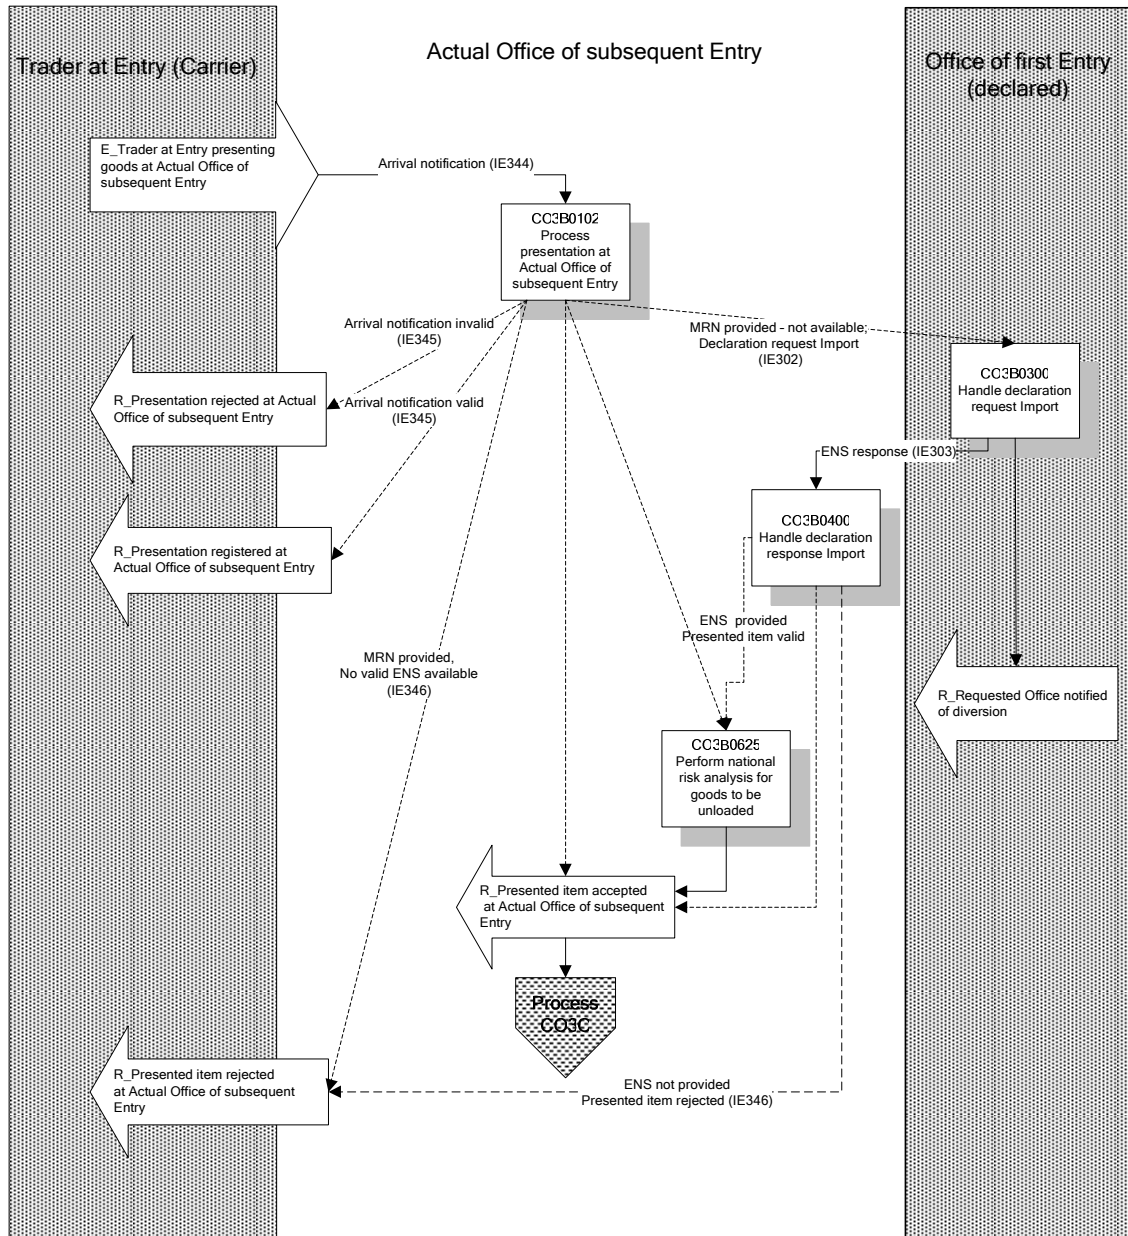 Trader at Entry (Carrier)
Actual Office of subsequent Entry
Office of first Entry
(declared)
E_Trader at Entry presenting
goods at Actual Office of
subsequent Entry
Arrival notification (IE344)
CO3B0102
Process
presentation at
Actual Office of
subsequent Entry
Arrival notification invalid
(IE345)
MRN provided - not available;
Declaration request Import
(IE302)
CO3B0300
Handle declaration
request Import
R_Presentation rejected at Actual
Office of subsequent Entry
Arrival notification valid
(IE345)
ENS response (IE303)
CO3B0400
Handle declaration
response Import
R_Presentation registered at
Actual Office of subsequent Entry
ENS  provided
Presented item valid
MRN provided,
No valid ENS available
(IE346)
R_Requested Office notified
of diversion
CO3B0625
Perform national
risk analysis for
goods to be
unloaded
R_Presented item accepted
at Actual Office of subsequent
Entry
Process
CO3C
R_Presented item rejected
at Actual Office of subsequent
Entry
ENS not provided
Presented item rejected (IE346)